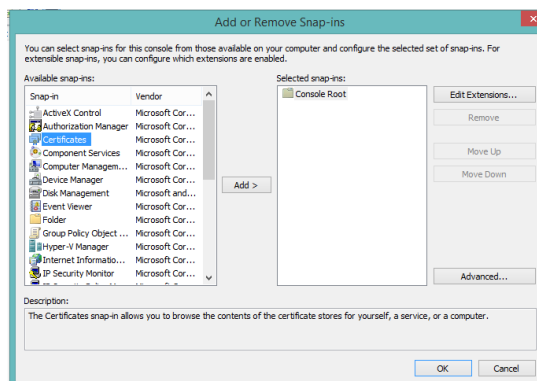 Add or Remove Snap-ins
You can select snap-ins for this console from those available on your computer and configure the selected set of snap-ins. For
extensible snap-ins, you can configure which extensions are enabled.
Available snap-ins:
Selected snap-ins:
Snap-in Vendor
ActiveX Control Microsoft Cor...
Authorization Manager Microsoft Cor...
Certificates Microsoft Cor...
Component Services Microsoft Cor...
Computer Managem... Microsoft Cor...
Device Manager Microsoft Cor...
Disk Management Microsoft and...
Event Viewer Microsoft Cor...
Folder Microsoft Cor...
Group Policy Object ... Microsoft Cor...
Hyper-V Manager Microsoft Cor...
Internet Informatio... Microsoft Cor...
IP Security Monitor Microsoft Cor...
Add >
Console Root
Edit Extensions...
Remove
Move Up
Move Down
Advanced...
Description:
The Certificates snap-in allows you to browse the contents of the certificate stores for yourself, a service, or a computer.
OK Cancel